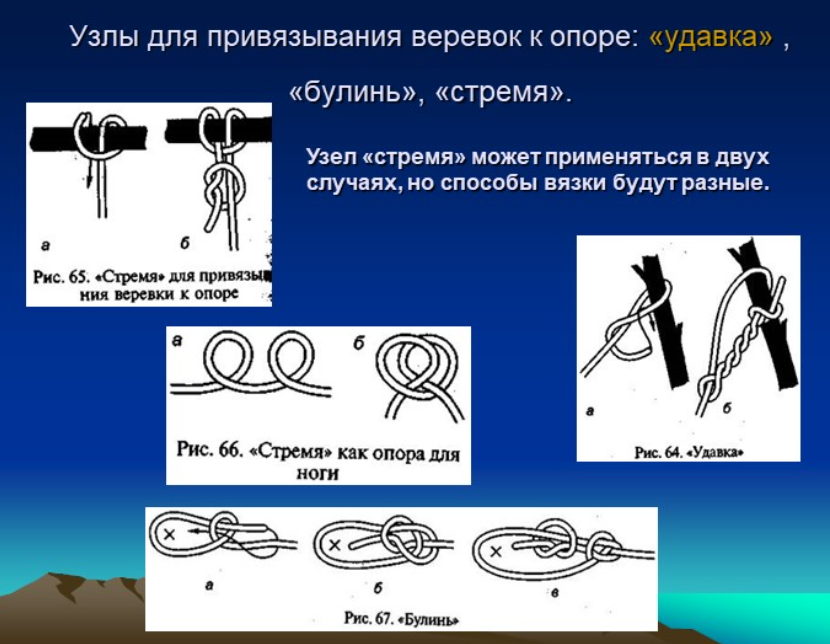 Узлы для привязывания веревок к опоре: «удавка» ,
«булинь», «стремя».
Узел «стремя» может применяться в двух
случаях, но способы вязки будут разные.
а б
Рис. 65. «Стремя» для привязы
ния веревки к опоре
а б
Рис. 66. «Стремя» как опора для
ноги
а б
Рис. 64. «Удавка»
а б в
Рис. 67. «Булинь»